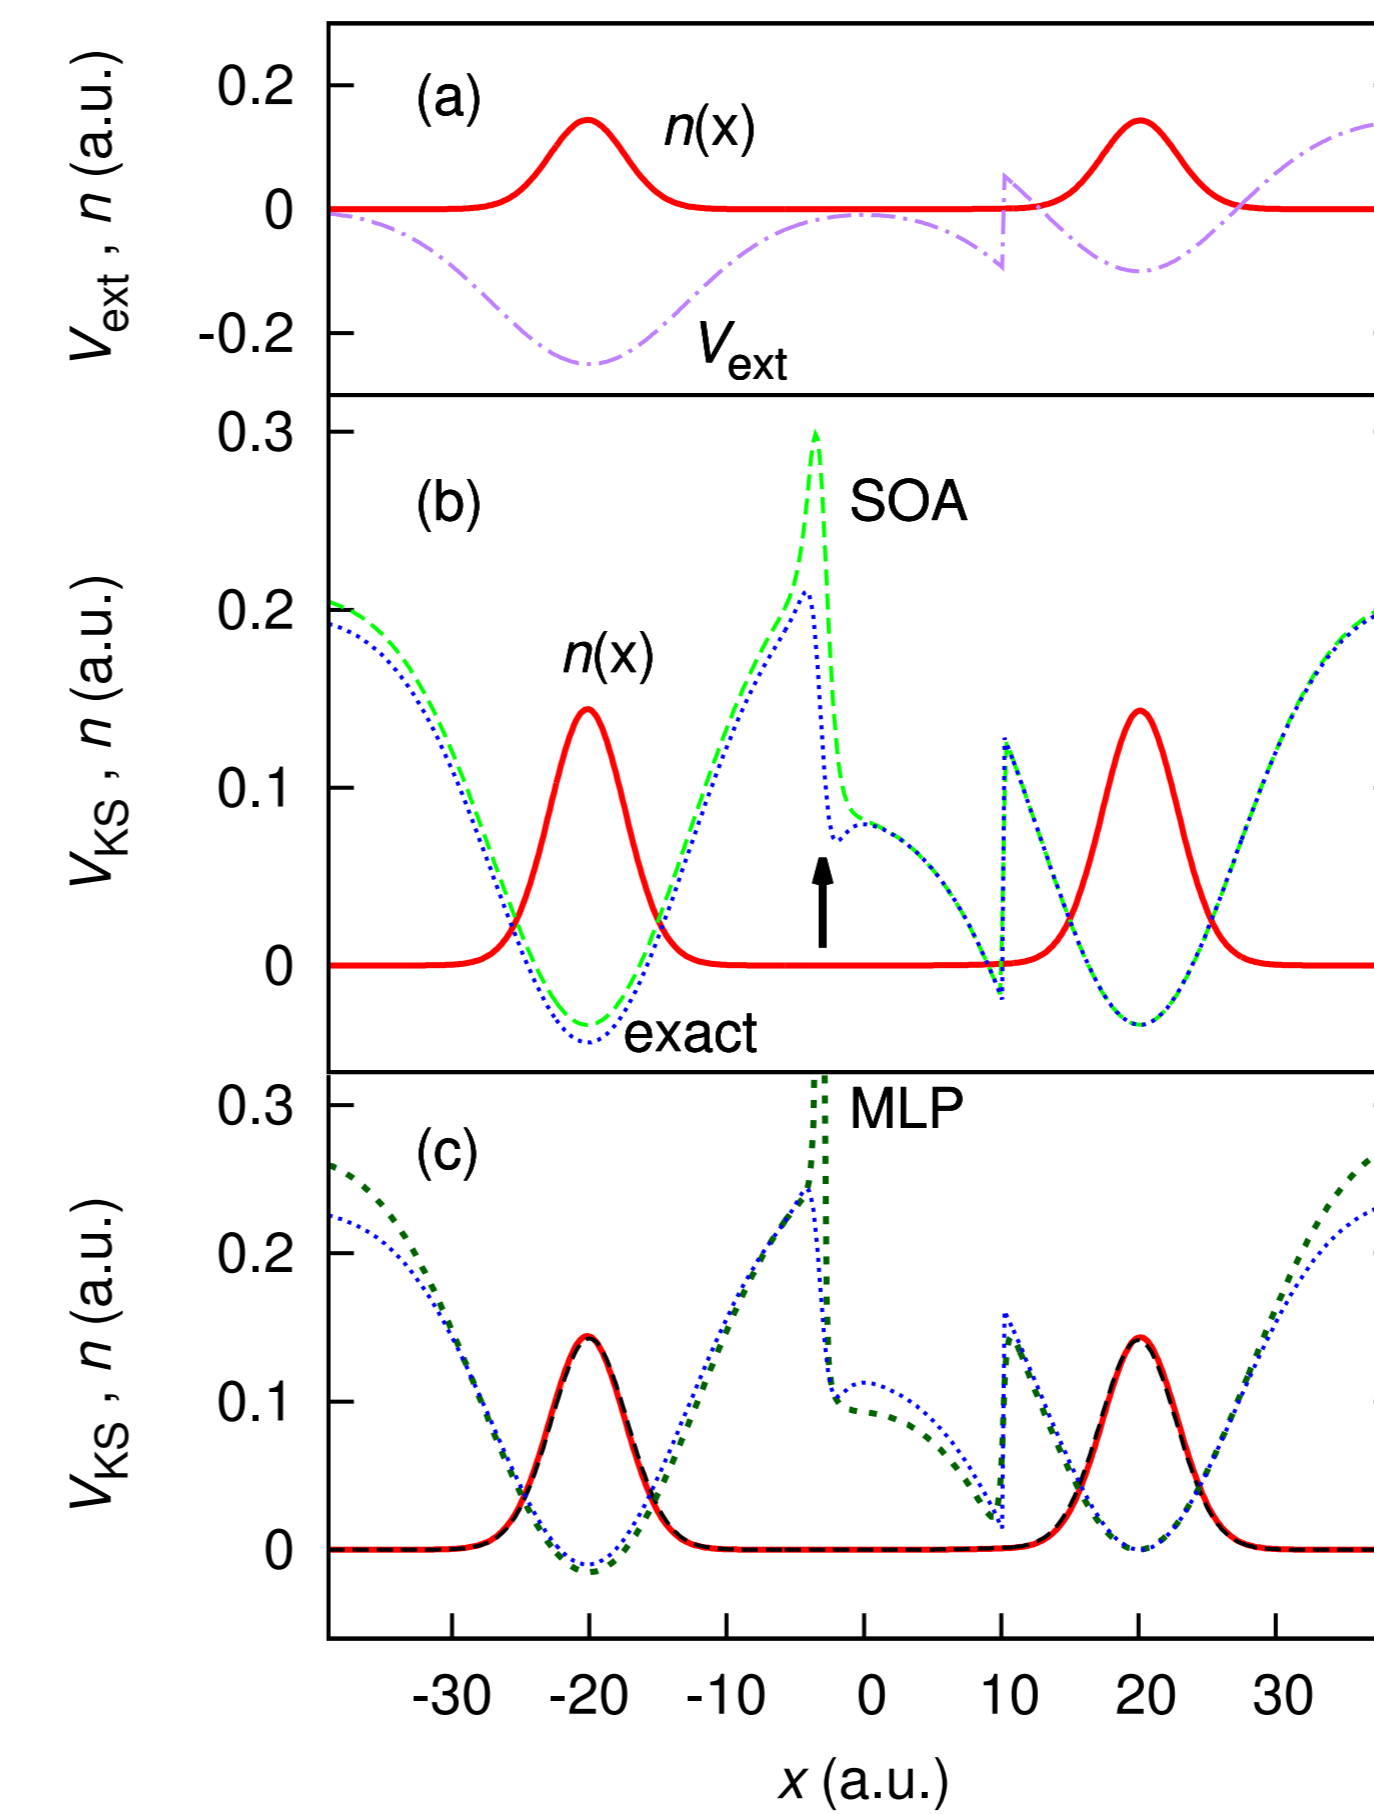 V_ext , n (a.u.)
0.2
0
-0.2
(a)
n(x)
V_ext
V_KS , n (a.u.)
0.3
0.2
0.1
0
(b)
SOA
n(x)
exact
V_KS , n (a.u.)
0.3
0.2
0.1
0
(c)
MLP
-30 -20 -10 0 10 20 30
x (a.u.)